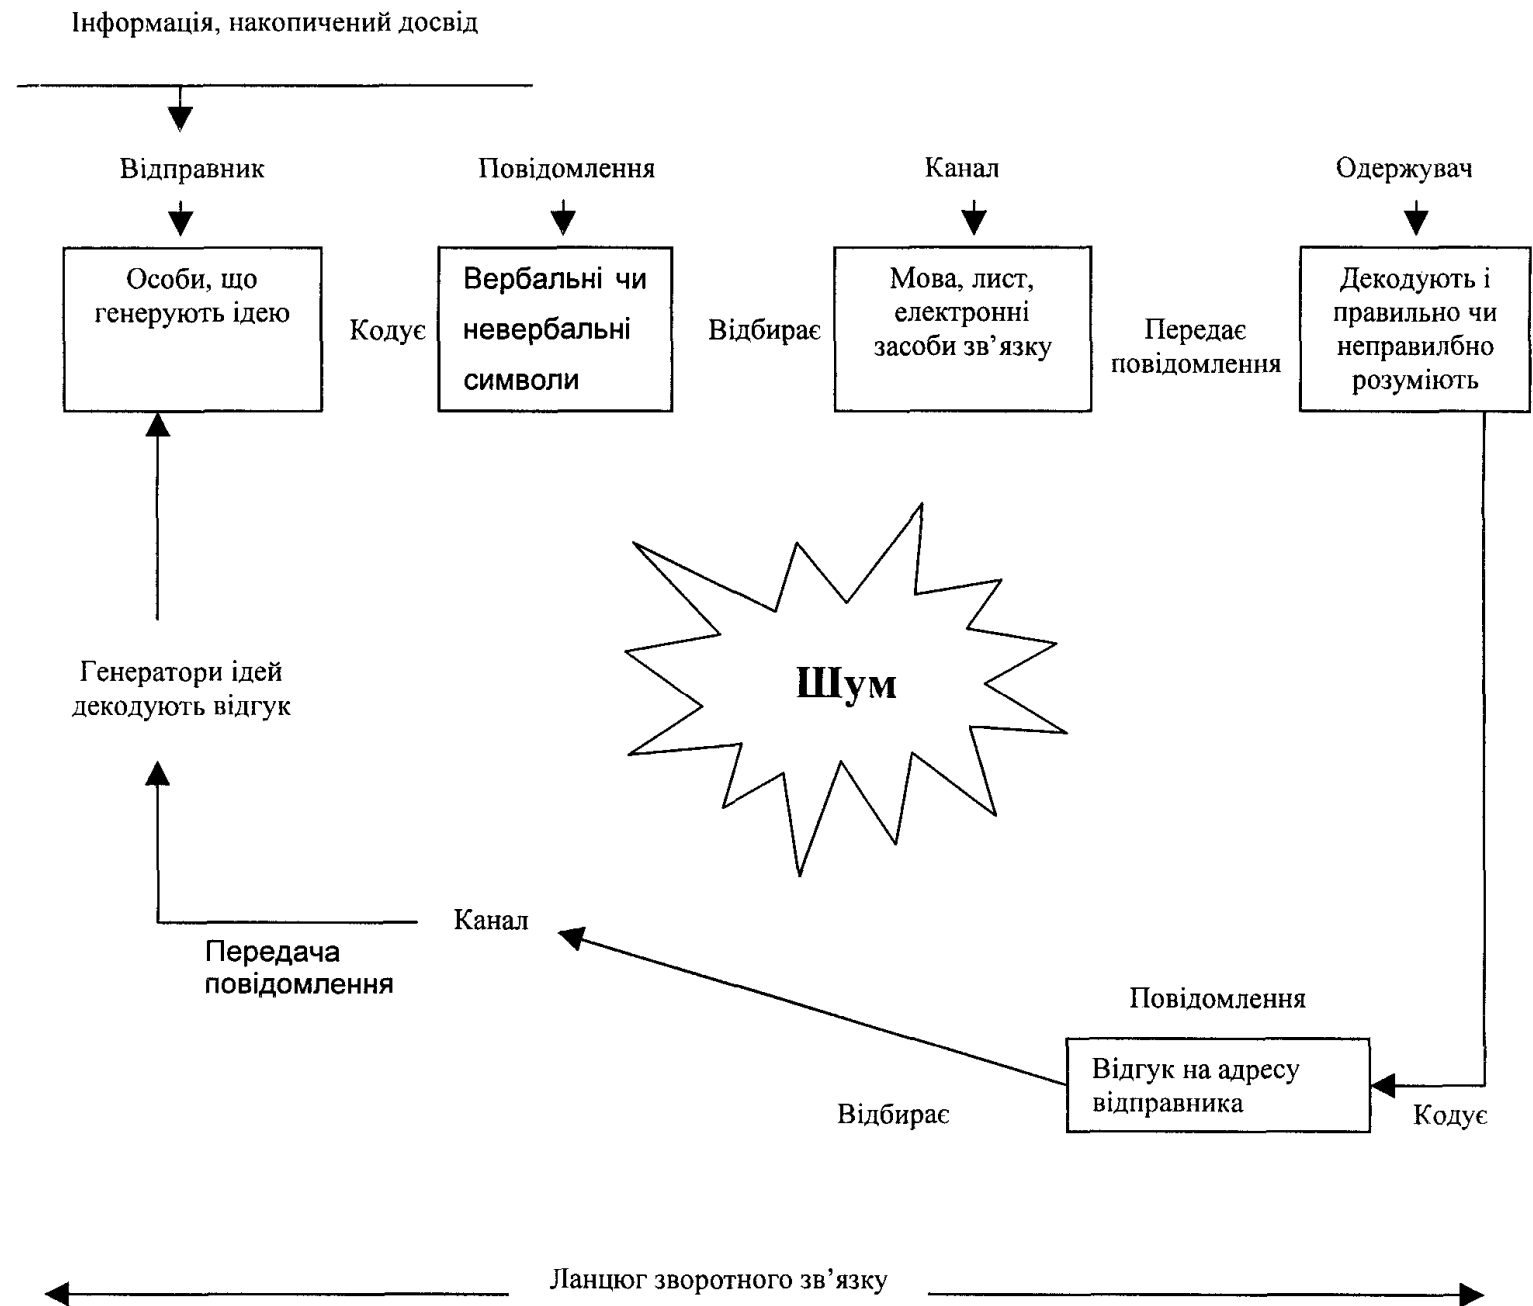 Інформація, накопичений досвід
Відправник
Повідомлення
Канал
Одержувач
Особи, що
генерують ідею
Кодує
Вербальні чи
невербальні
символи
Відбирає
Мова, лист,
електронні
засоби зв’язку
Передає
повідомлення
Декодують і
правильно чи
неправилбно
розуміють
Шум
Генератори ідей
декодують відгук
Канал
Передача
повідомлення
Повідомлення
Відгук на адресу
відправника
Відбирає
Кодує
Ланцюг зворотного зв’язку